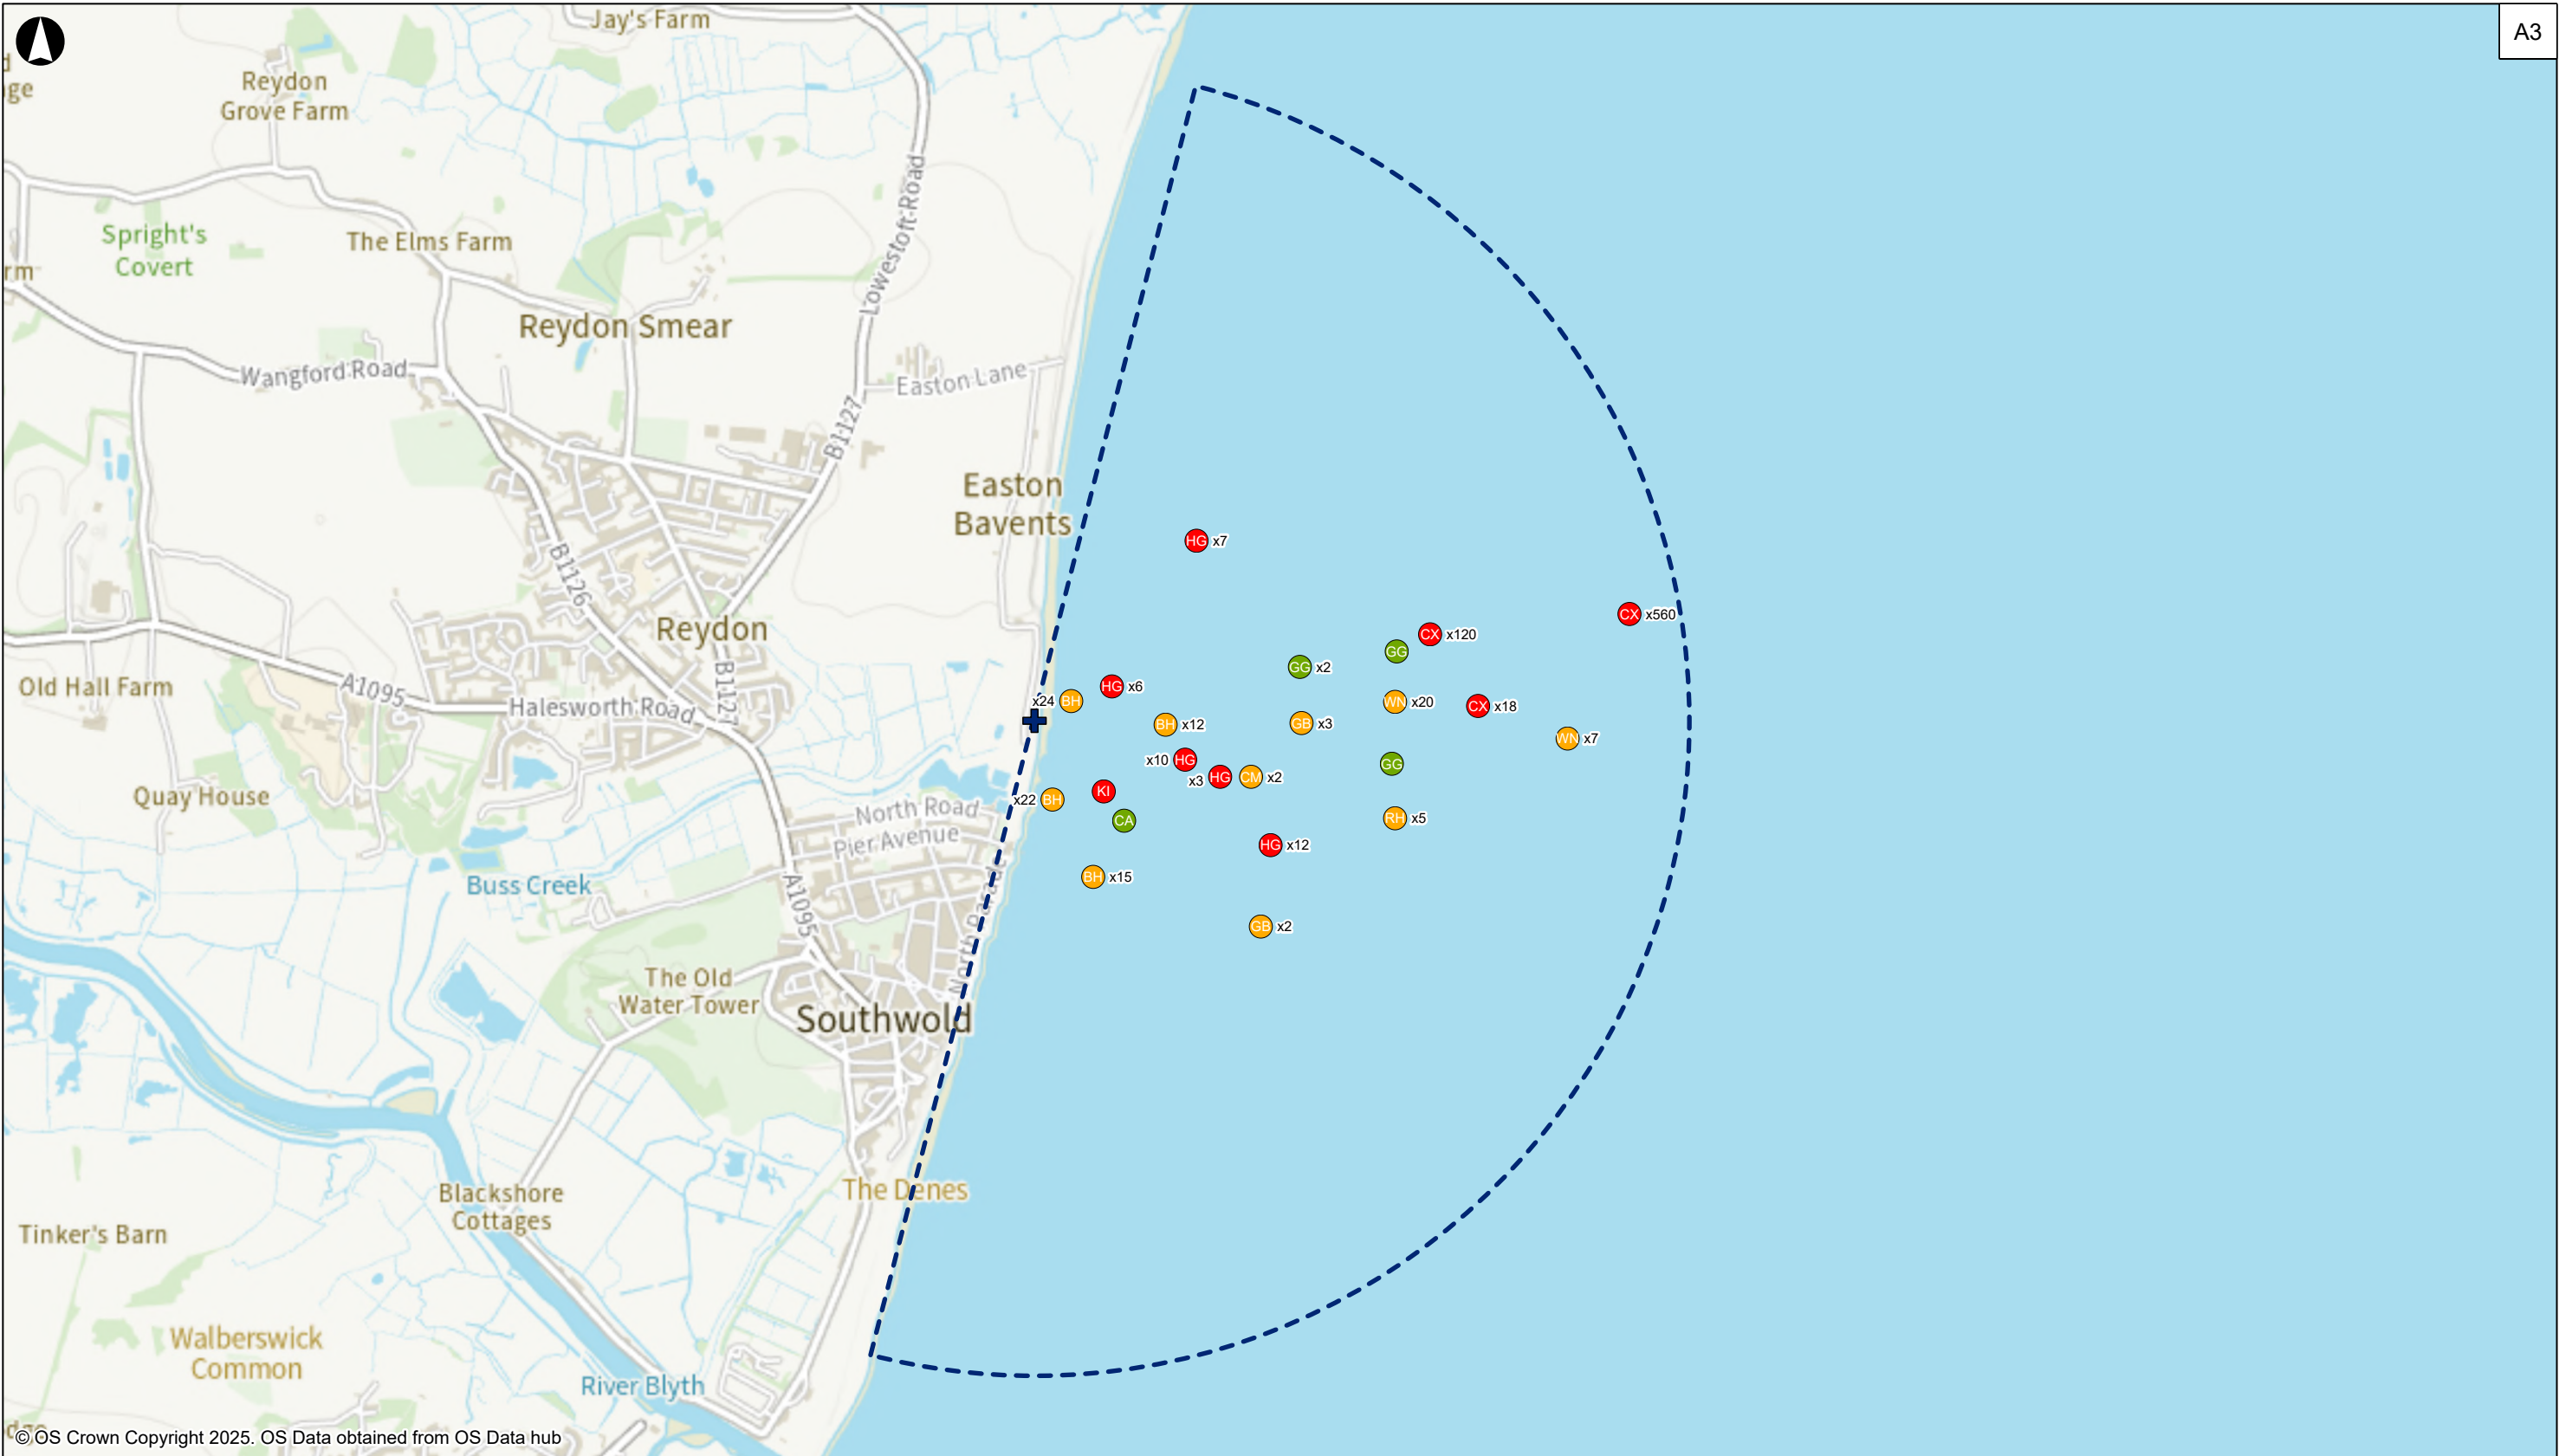 A3
Jay's Farm
d
ge
Reydon
Grove Farm
Spright's
Covert
The Elms Farm
Lowestoft Road
rm
Reydon Smear
Wangford Road
Easton Lane
B1127
Easton
Bavents
HG x7
B1126
CX x560
Reydon
CX x120
GG
GG x2
B1127
Old Hall Farm
A1095
Halesworth Road
HG x6
x24 BH
WN x20
CX x18
BH x12
GB x3
WN x7
x10 HG
GG
x3 HG
CM x2
KI
Quay House
x22 BH
North Road
CA
RH x5
Pier Avenue
HG x12
BH x15
Buss Creek
A1095
North Parade
GB x2
The Old
Water Tower
Southwold
The Denes
Blackshore
Cottages
Tinker's Barn
Walberswick
Common
River Blyth
dge
© OS Crown Copyright 2025. OS Data obtained from OS Data hub